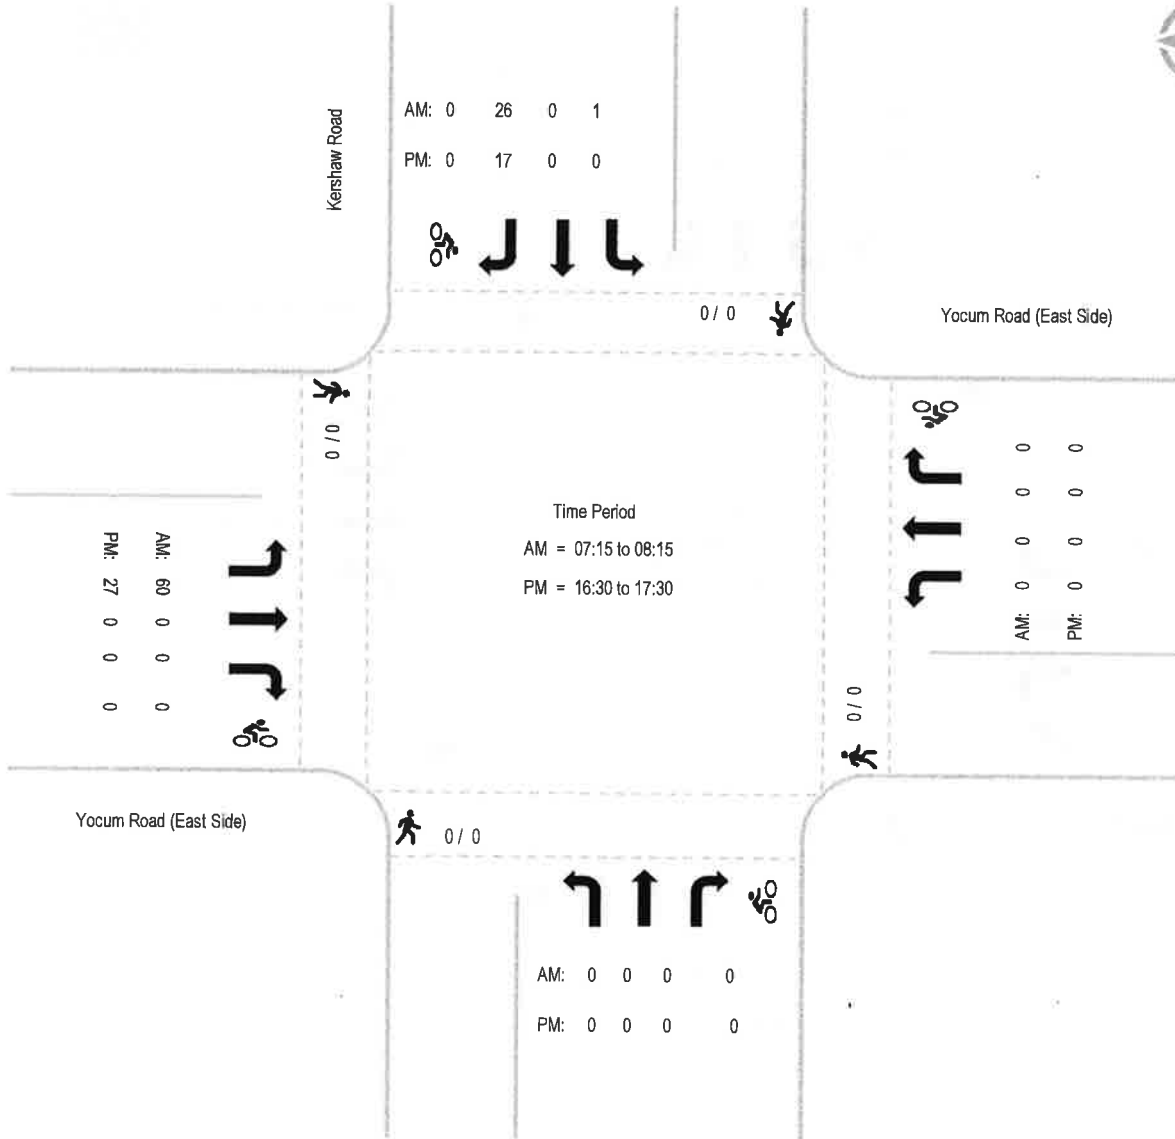 Kershaw Road
AM: 0 26 0 1
PM: 0 17 0 0
0 / 0
Yocum Road (East Side)
0 / 0
Time Period
AM = 07:15 to 08:15
PM = 16:30 to 17:30
AM: 60 0 0 0
PM: 27 0 0 0
AM: 0 0 0 0
PM: 0 0 0 0
0 / 0
Yocum Road (East Side)
0 / 0
AM: 0 0 0 0
PM: 0 0 0 0